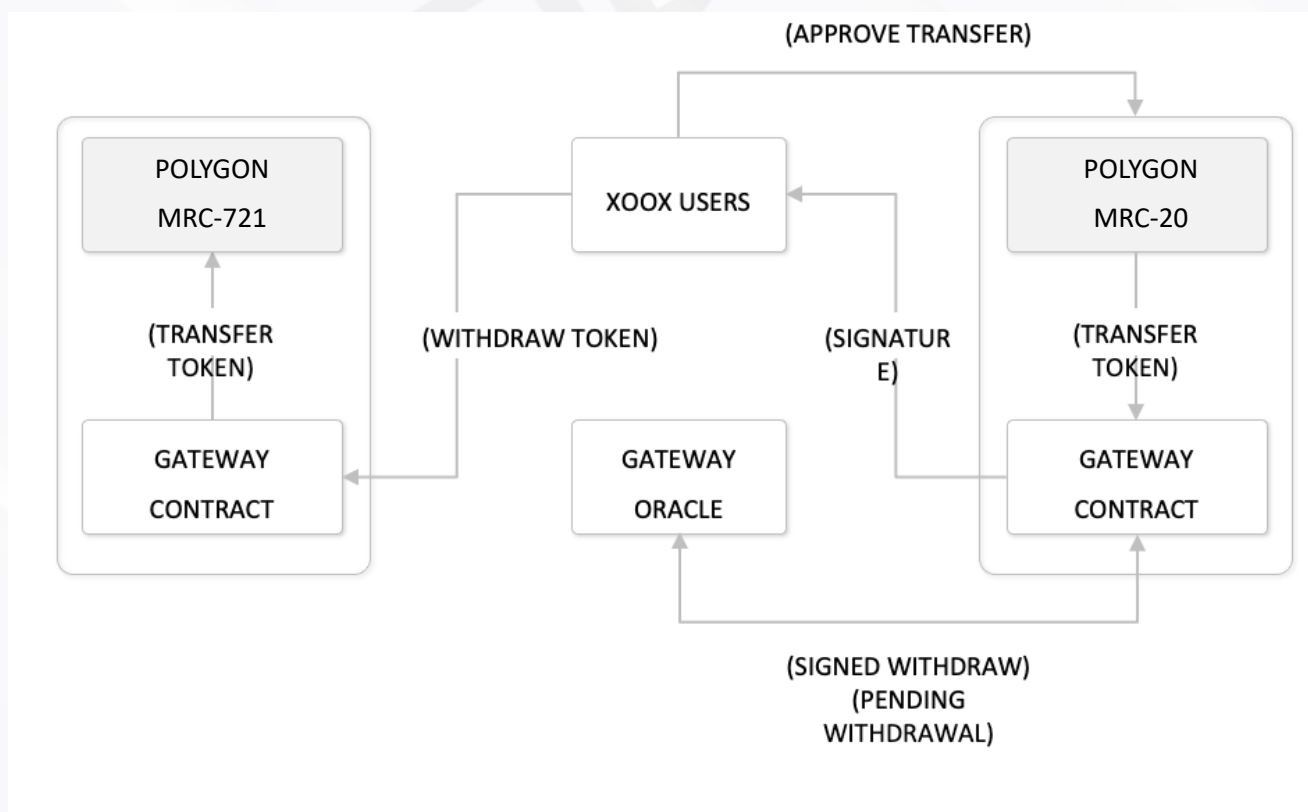 (APPROVE TRANSFER)
POLYGON
MRC-721
XOOX USERS
POLYGON
MRC-20
(TRANSFER
TOKEN)
(WITHDRAW TOKEN)
(SIGNATUR
E)
(TRANSFER
TOKEN)
GATEWAY
CONTRACT
GATEWAY
ORACLE
GATEWAY
CONTRACT
(SIGNED WITHDRAW)
(PENDING
WITHDRAWAL)